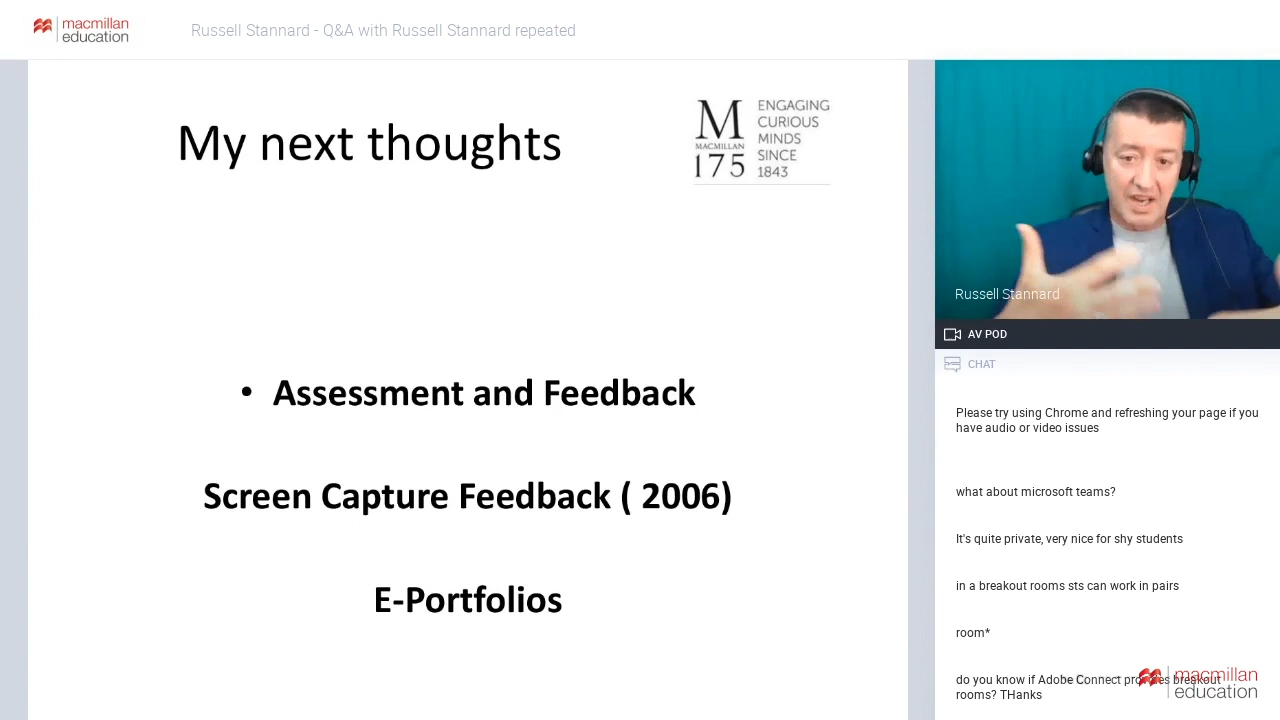 macmillan
education
Russell Stannard - Q&A with Russell Stannard repeated
My next thoughts
M
MACMILLAN
175
ENGAGING
CURIOUS
MINDS
SINCE
1843
• Assessment and Feedback
Screen Capture Feedback ( 2006)
E-Portfolios
Russell Stannard
AV POD
CHAT
Please try using Chrome and refreshing your page if you
have audio or video issues
what about microsoft teams?
It's quite private, very nice for shy students
in a breakout rooms sts can work in pairs
room*
do you know if Adobe Connect provides breakout
rooms? THanks
macmillan
education